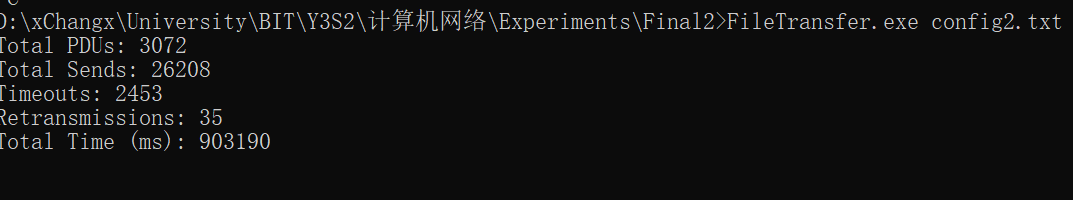 D:\xChangx\University\BIT\Y3S2\计算机网络\Experiments\Final2>FileTransfer.exe config2.txt
Total PDUs: 3072
Total Sends: 26208
Timeouts: 2453
Retransmissions: 35
Total Time (ms): 903190